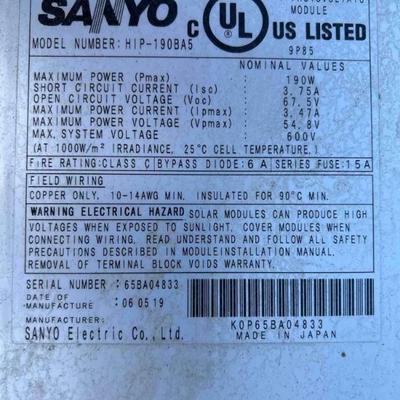 SANYO
C UL US LISTED
MODULE
MODEL NUMBER: HIP-190BA5
9P85
NOMINAL VALUES
MAXIMUM POWER (Pmax) : 190W
SHORT CIRCUIT CURRENT (Isc) : 3.75A
OPEN CIRCUIT VOLTAGE (Voc) : 67.5V
MAXIMUM POWER CURRENT (Ipmax) : 3.47A
MAXIMUM POWER VOLTAGE (Vpmax) : 54.8V
MAX. SYSTEM VOLTAGE : 600V
(AT 1000W/m² IRRADIANCE, 25°C CELL TEMPERATURE.)
FIRE RATING:CLASS C BYPASS DIODE:6A SERIES FUSE:15A
FIELD WIRING
COPPER ONLY. 10-14AWG MIN. INSULATED FOR 90°C MIN.
WARNING ELECTRICAL HAZARD SOLAR MODULES CAN PRODUCE HIGH
VOLTAGES WHEN EXPOSED TO SUNLIGHT. COVER MODULES WHEN
CONNECTING WIRING. READ UNDERSTAND AND FOLLOW ALL SAFETY
PRECAUTIONS DESCRIBED IN MODULE INSTALLATION MANUAL.
REMOVAL OF TERMINAL BLOCK VOIDS WARRANTY.
SERIAL NUMBER : 65BA04833
DATE OF
MANUFACTURE : 060519
MANUFACTURER:
SANYO Electric Co., Ltd.
K0P65BA04833
MADE IN JAPAN